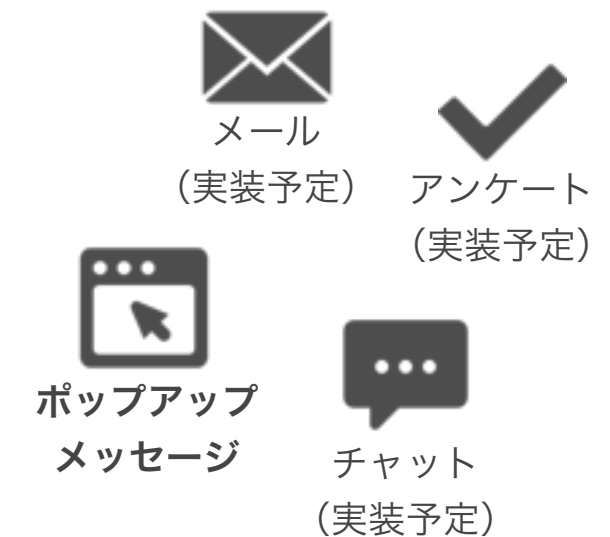 メール
（実装予定）
アンケート
（実装予定）
ポップアップ
メッセージ
チャット
（実装予定）